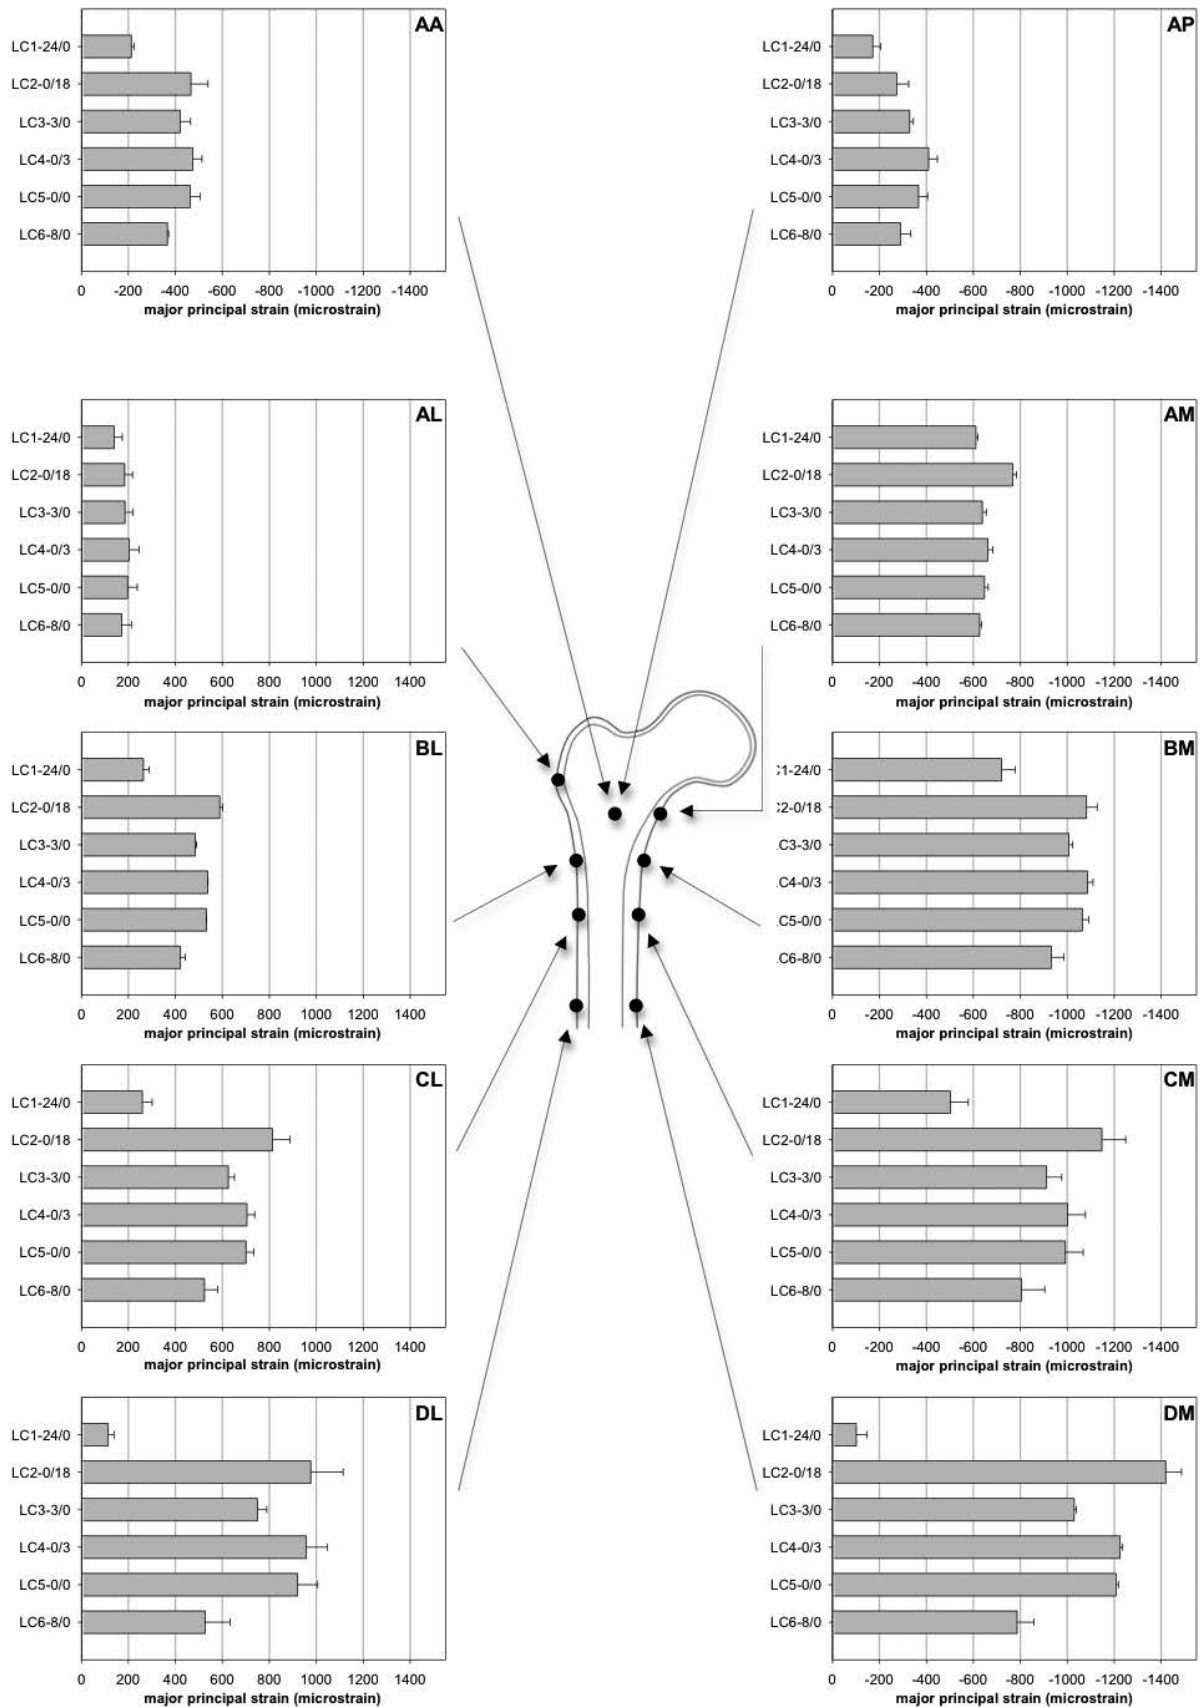 AA
LC1-24/0
LC2-0/18
LC3-3/0
LC4-0/3
LC5-0/0
LC6-8/0
0 -200 -400 -600 -800 -1000 -1200 -1400
major principal strain (microstrain)
AP
LC1-24/0
LC2-0/18
LC3-3/0
LC4-0/3
LC5-0/0
LC6-8/0
0 -200 -400 -600 -800 -1000 -1200 -1400
major principal strain (microstrain)
AL
LC1-24/0
LC2-0/18
LC3-3/0
LC4-0/3
LC5-0/0
LC6-8/0
0 200 400 600 800 1000 1200 1400
major principal strain (microstrain)
AM
LC1-24/0
LC2-0/18
LC3-3/0
LC4-0/3
LC5-0/0
LC6-8/0
0 -200 -400 -600 -800 -1000 -1200 -1400
major principal strain (microstrain)
BL
LC1-24/0
LC2-0/18
LC3-3/0
LC4-0/3
LC5-0/0
LC6-8/0
0 200 400 600 800 1000 1200 1400
major principal strain (microstrain)
BM
1-24/0
2-0/18
C3-3/0
C4-0/3
C5-0/0
C6-8/0
0 -200 -400 -600 -800 -1000 -1200 -1400
major principal strain (microstrain)
CL
LC1-24/0
LC2-0/18
LC3-3/0
LC4-0/3
LC5-0/0
LC6-8/0
0 200 400 600 800 1000 1200 1400
major principal strain (microstrain)
CM
LC1-24/0
LC2-0/18
LC3-3/0
LC4-0/3
LC5-0/0
LC6-8/0
0 -200 -400 -600 -800 -1000 -1200 -1400
major principal strain (microstrain)
DL
LC1-24/0
LC2-0/18
LC3-3/0
LC4-0/3
LC5-0/0
LC6-8/0
0 200 400 600 800 1000 1200 1400
major principal strain (microstrain)
DM
LC1-24/0
LC2-0/18
LC3-3/0
LC4-0/3
LC5-0/0
LC6-8/0
0 -200 -400 -600 -800 -1000 -1200 -1400
major principal strain (microstrain)